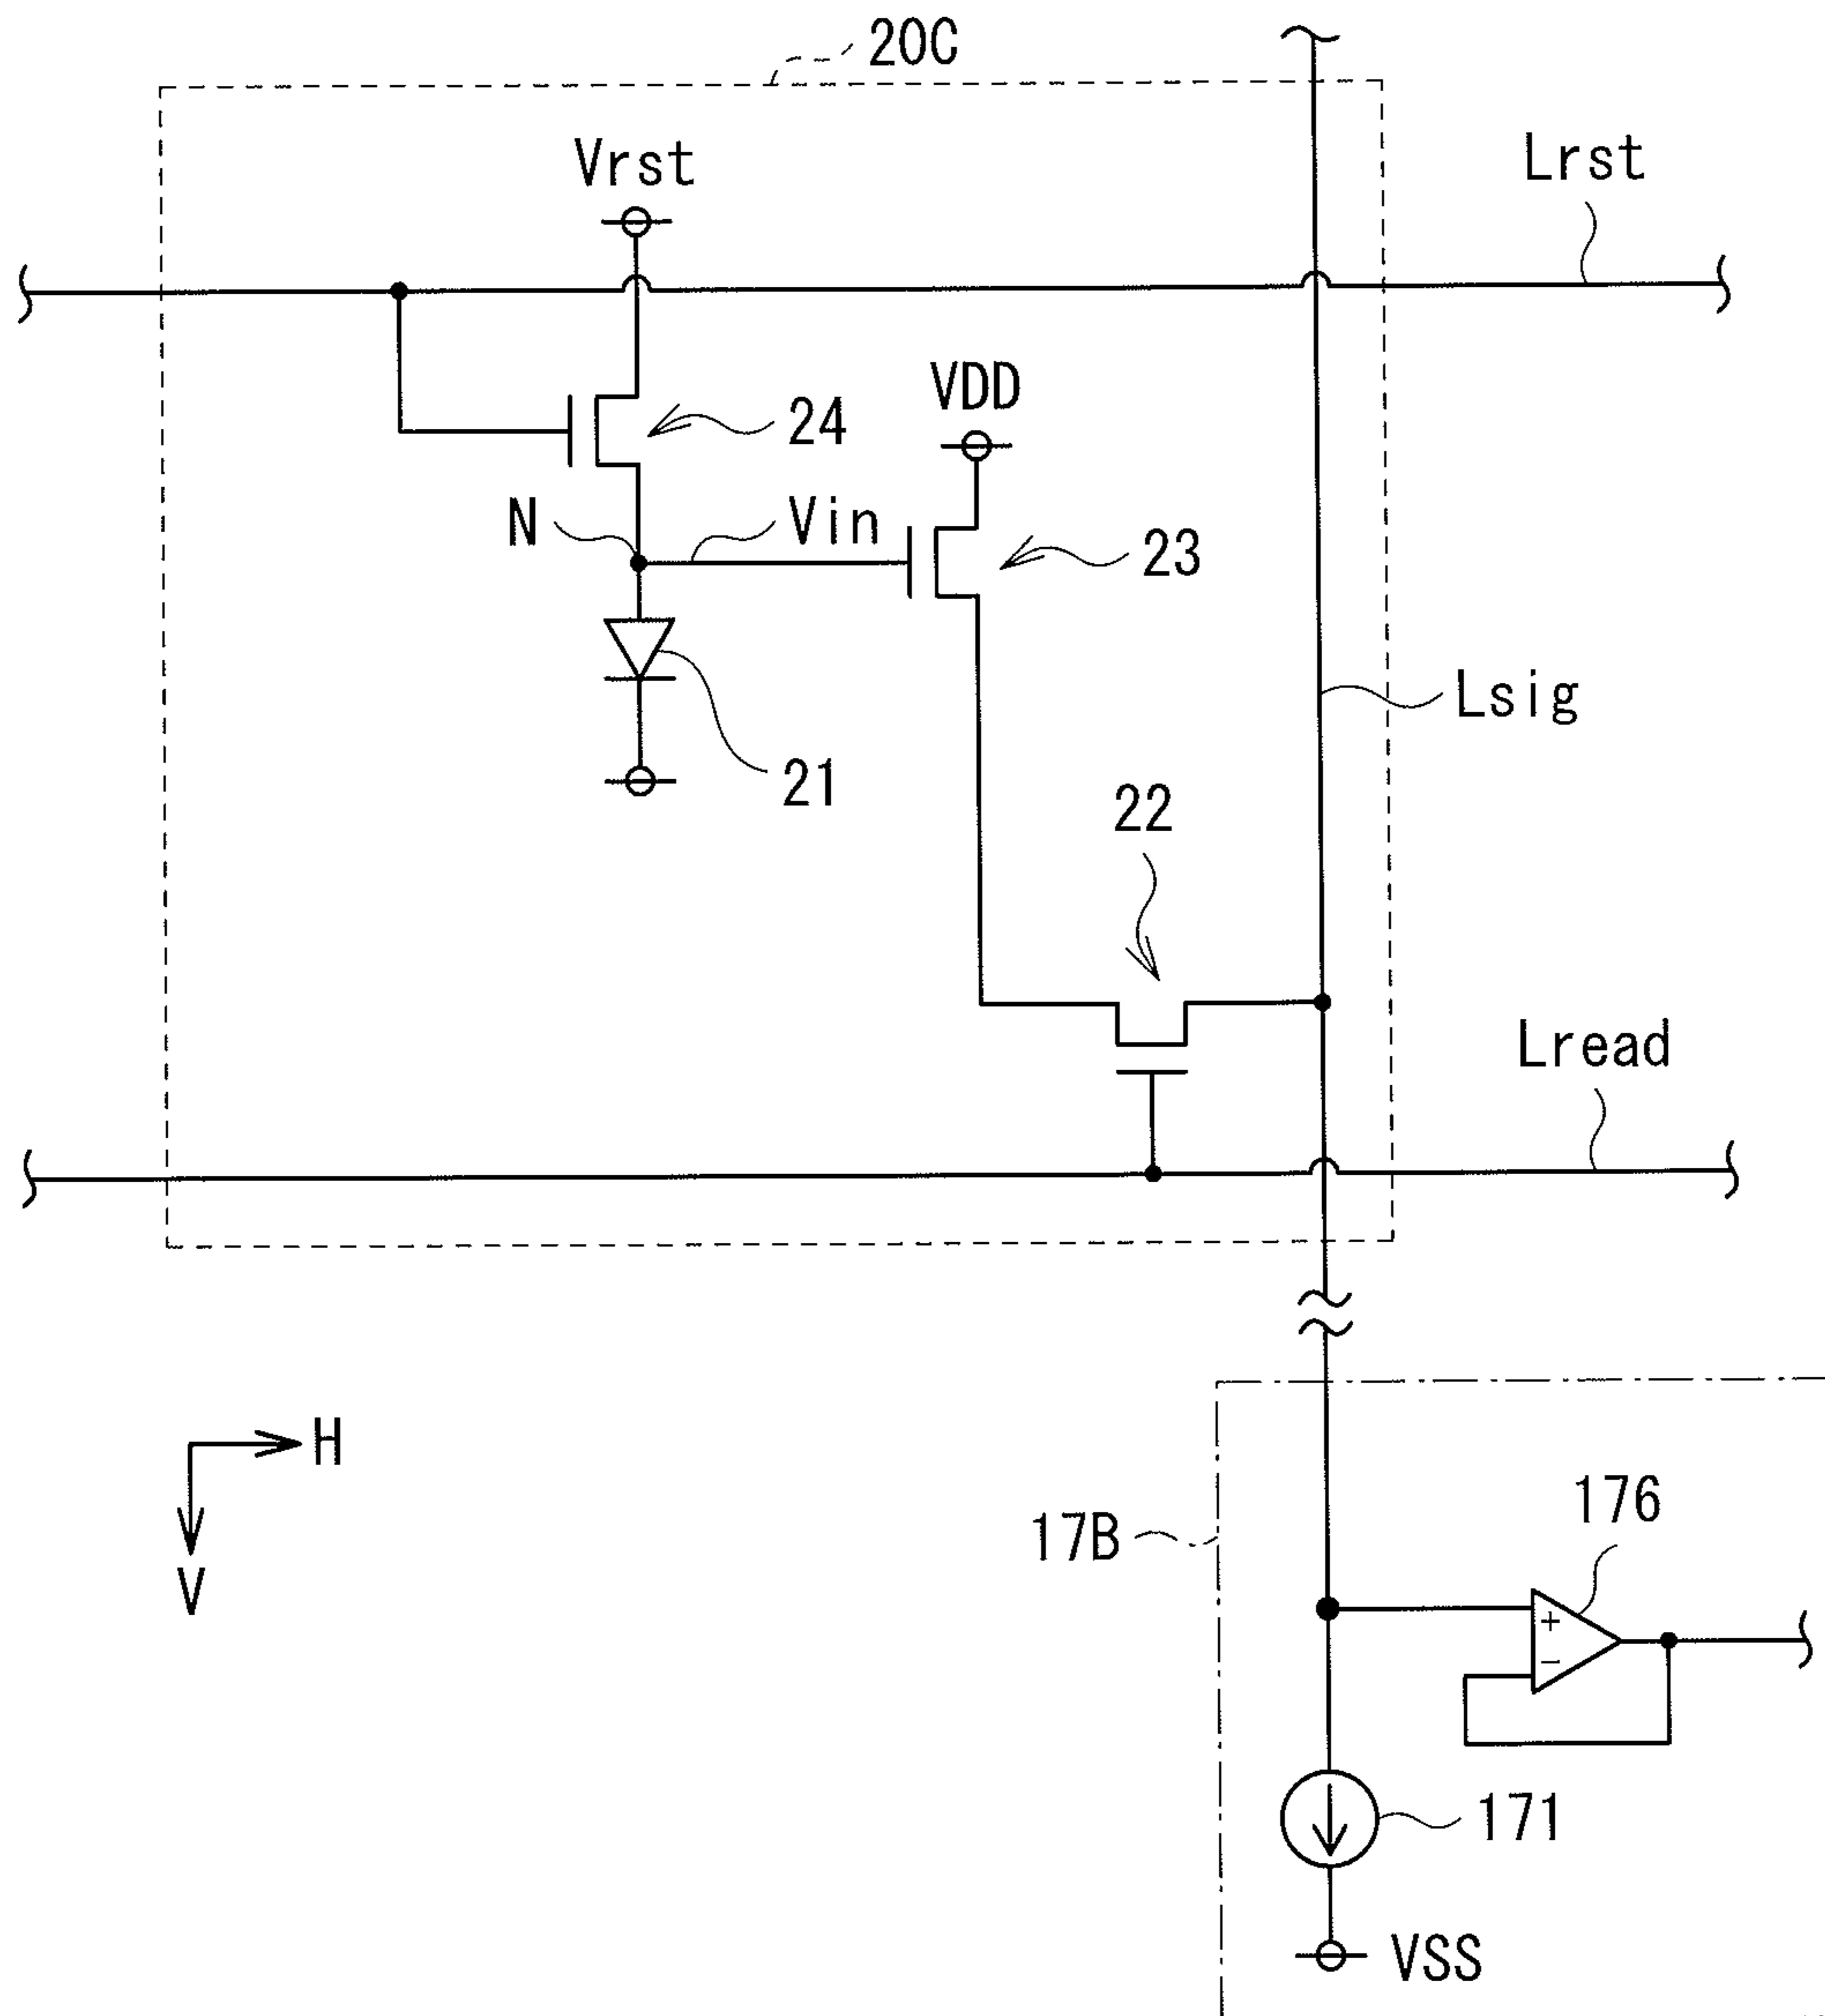 20C
Vrst
Lrst
VDD
24
N
Vin
23
Lsig
21
22
Lread
H
V
176
17B
+
−
171
VSS